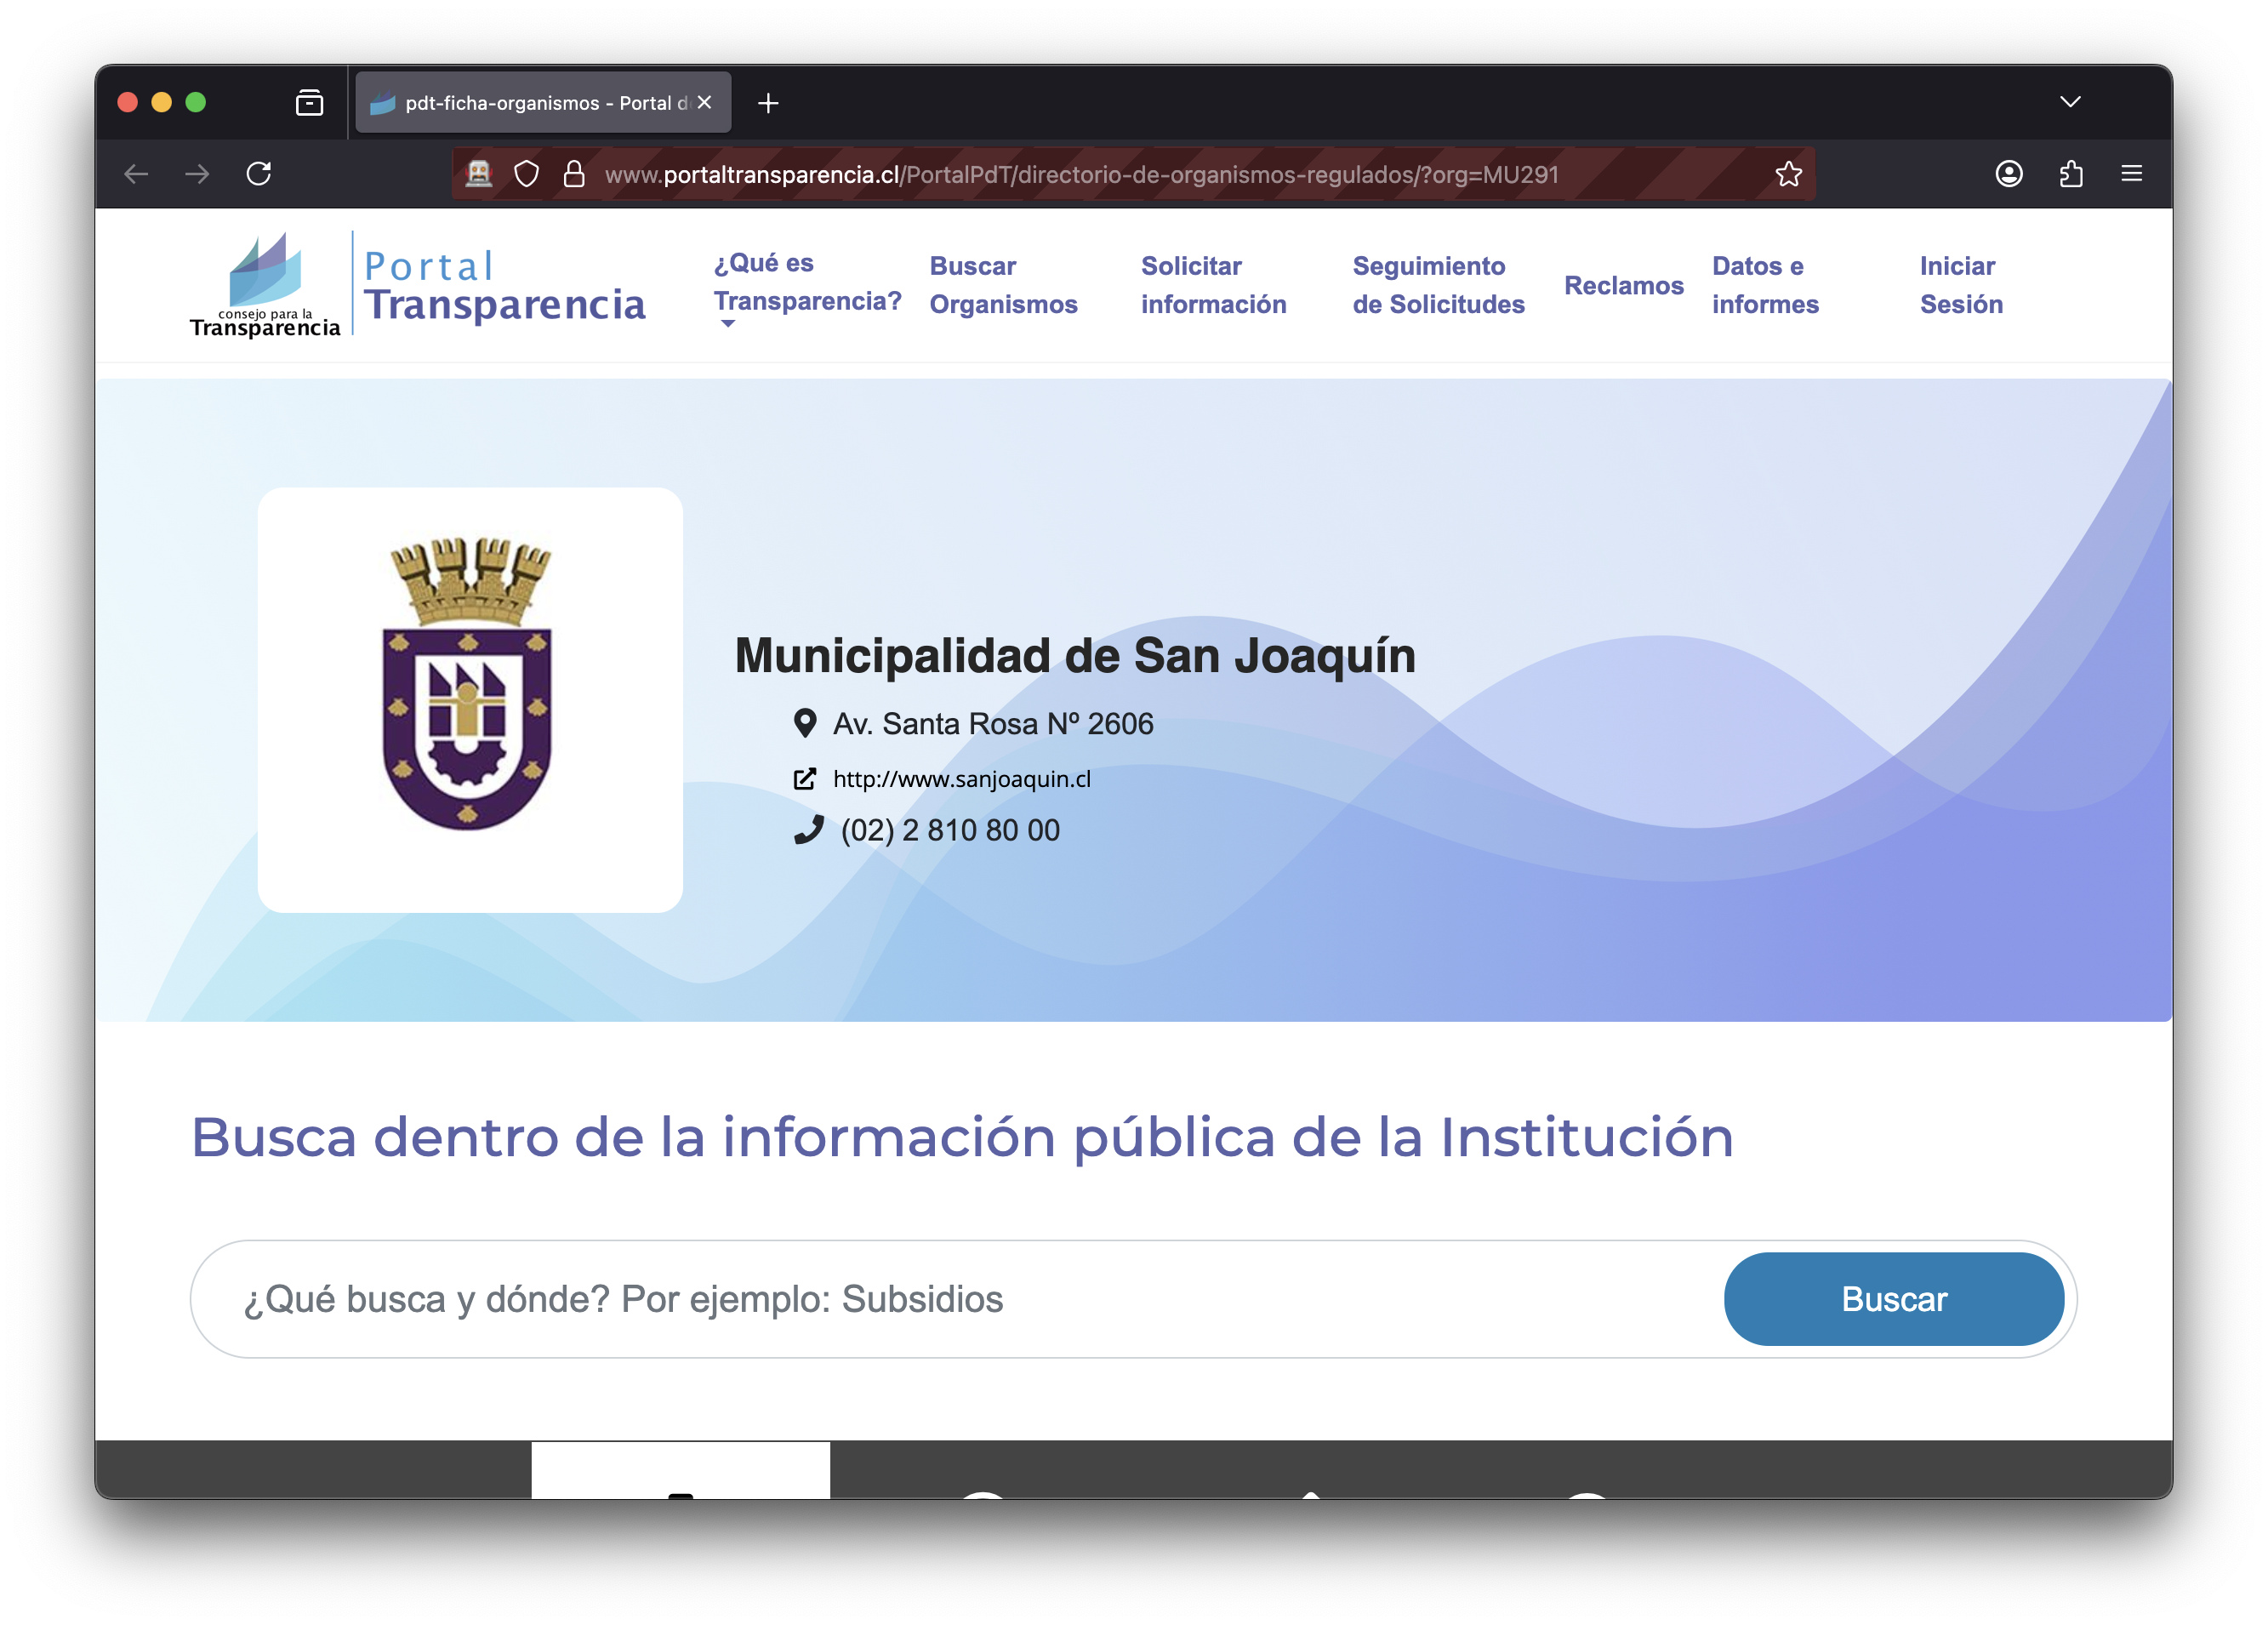 pdt-ficha-organismos - Portal d
www.portaltransparencia.cl/PortalPdT/directorio-de-organismos-regulados/?org=MU291
consejo para la
Transparencia
Portal
Transparencia
¿Qué es
Transparencia?
Buscar
Organismos
Solicitar
información
Seguimiento
de Solicitudes
Reclamos
Datos e
informes
Iniciar
Sesión
Municipalidad de San Joaquín
Av. Santa Rosa Nº 2606
http://www.sanjoaquin.cl
(02) 2 810 80 00
Busca dentro de la información pública de la Institución
¿Qué busca y dónde? Por ejemplo: Subsidios
Buscar